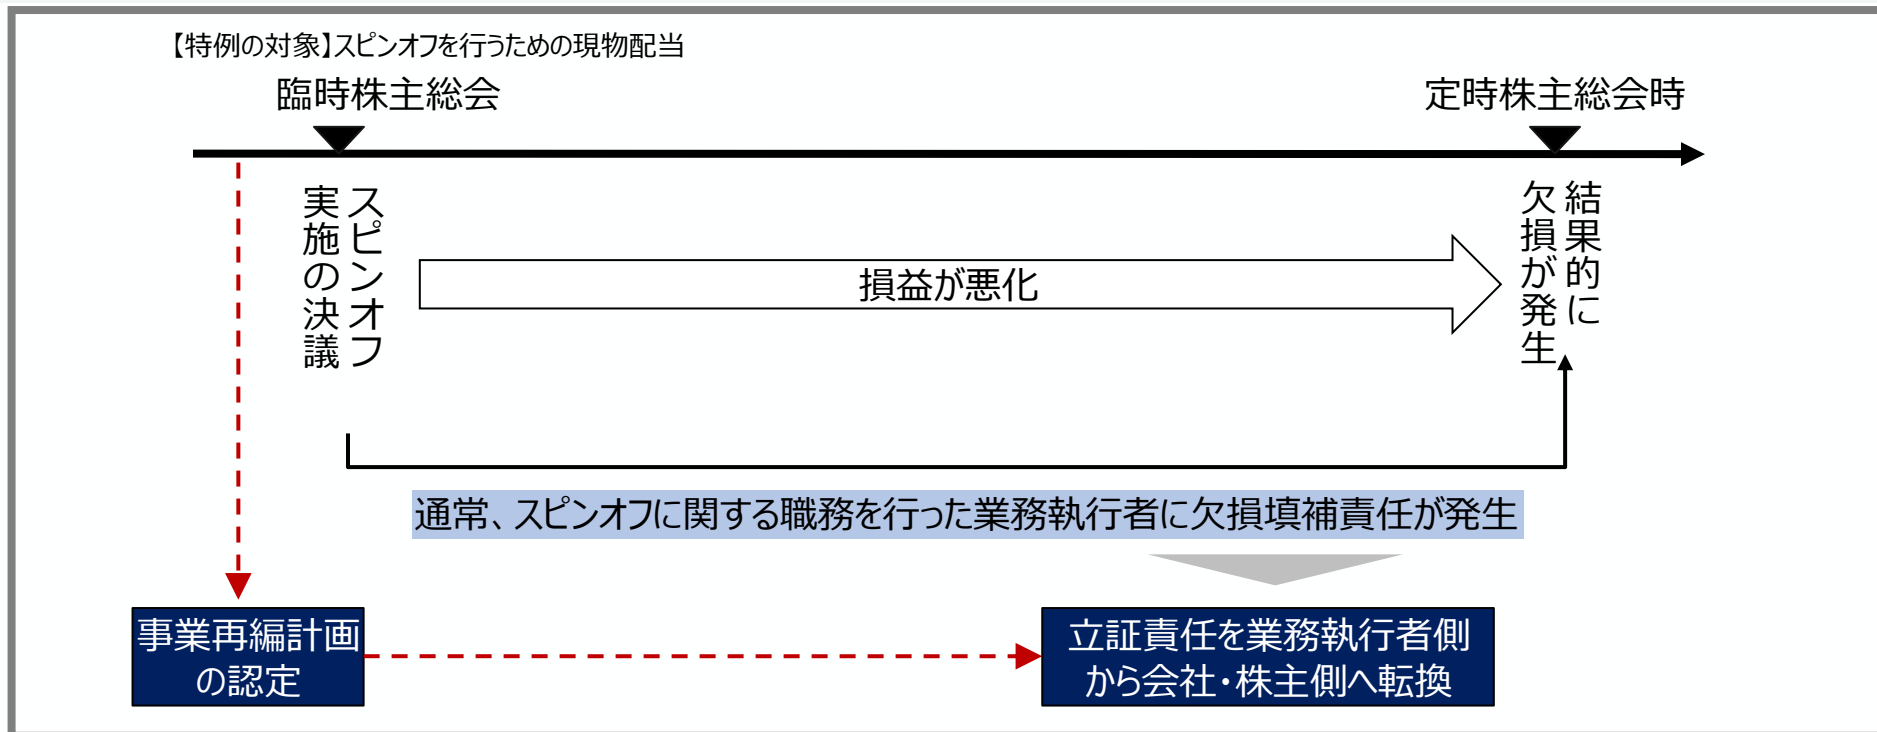 【特例の対象】スピンオフを行うための現物配当
臨時株主総会
定時株主総会時
スピンオフ
実施の決議
損益が悪化
結果的に
欠損が発生
通常、スピンオフに関する職務を行った業務執行者に欠損填補責任が発生
事業再編計画
の認定
立証責任を業務執行者側
から会社・株主側へ転換